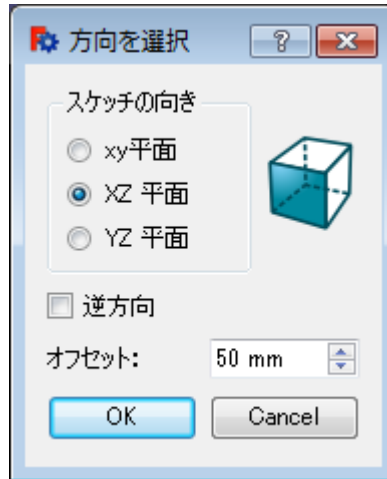 方向を選択
スケッチの向き
xy平面
XZ 平面
YZ 平面
逆方向
オフセット: 50 mm
OK Cancel